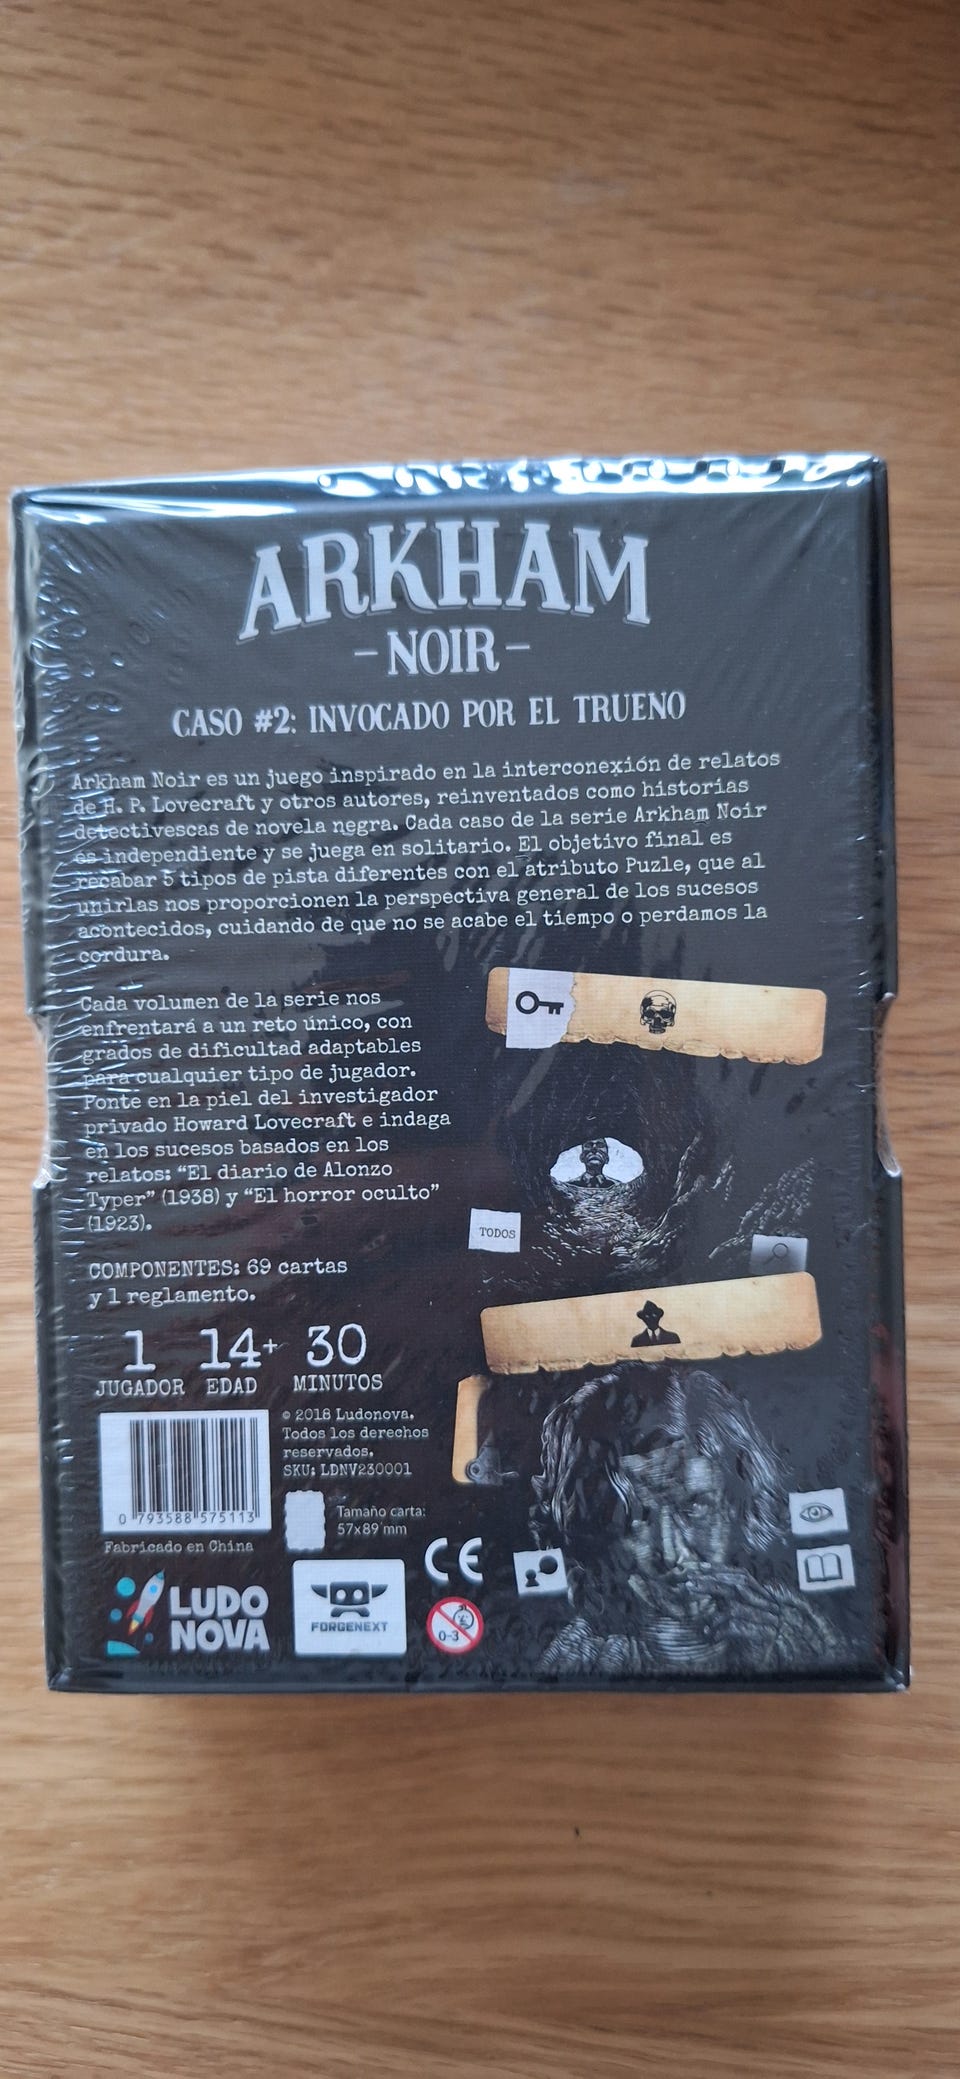 ARKHAM
- NOIR -
CASO #2: INVOCADO POR EL TRUENO
Arkham Noir es un juego inspirado en la interconexión de relatos
de H. P. Lovecraft y otros autores, reinventados como historias
detectivescas de novela negra. Cada caso de la serie Arkham Noir
es independiente y se juega en solitario. El objetivo final es
recabar 5 tipos de pista diferentes con el atributo Puzle, que al
unirlas nos proporcionen la perspectiva general de los sucesos
acontecidos, cuidando de que no se acabe el tiempo o perdamos la
cordura.
Cada volumen de la serie nos
enfrentará a un reto único, con
grados de dificultad adaptables
para cualquier tipo de jugador.
Ponte en la piel del investigador
privado Howard Lovecraft e indaga
en los sucesos basados en los
relatos: “El diario de Alonzo
Typer” (1938) y “El horror oculto”
(1923).
TODOS
COMPONENTES: 69 cartas
y 1 reglamento.
1 14+ 30
JUGADOR EDAD MINUTOS
© 2018 Ludonova.
Todos los derechos
reservados.
SKU: LDNV230001
0 793588 575113
Tamaño carta:
57x89 mm
Fabricado en China
CE
LUDO
NOVA
FORGENEXT
0-3